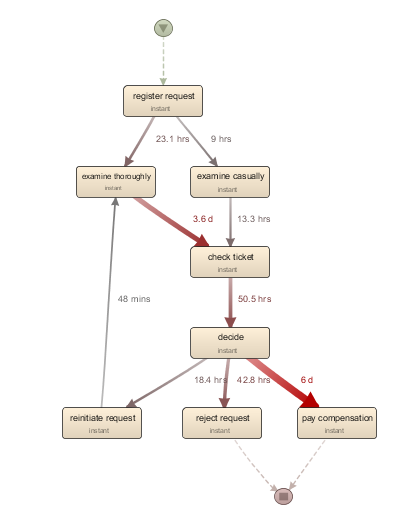 register request
instant
23.1 hrs
9 hrs
examine thoroughly
instant
examine casually
instant
3.6 d
13.3 hrs
check ticket
instant
48 mins
50.5 hrs
decide
instant
18.4 hrs
42.8 hrs
6 d
reinitiate request
instant
reject request
instant
pay compensation
instant